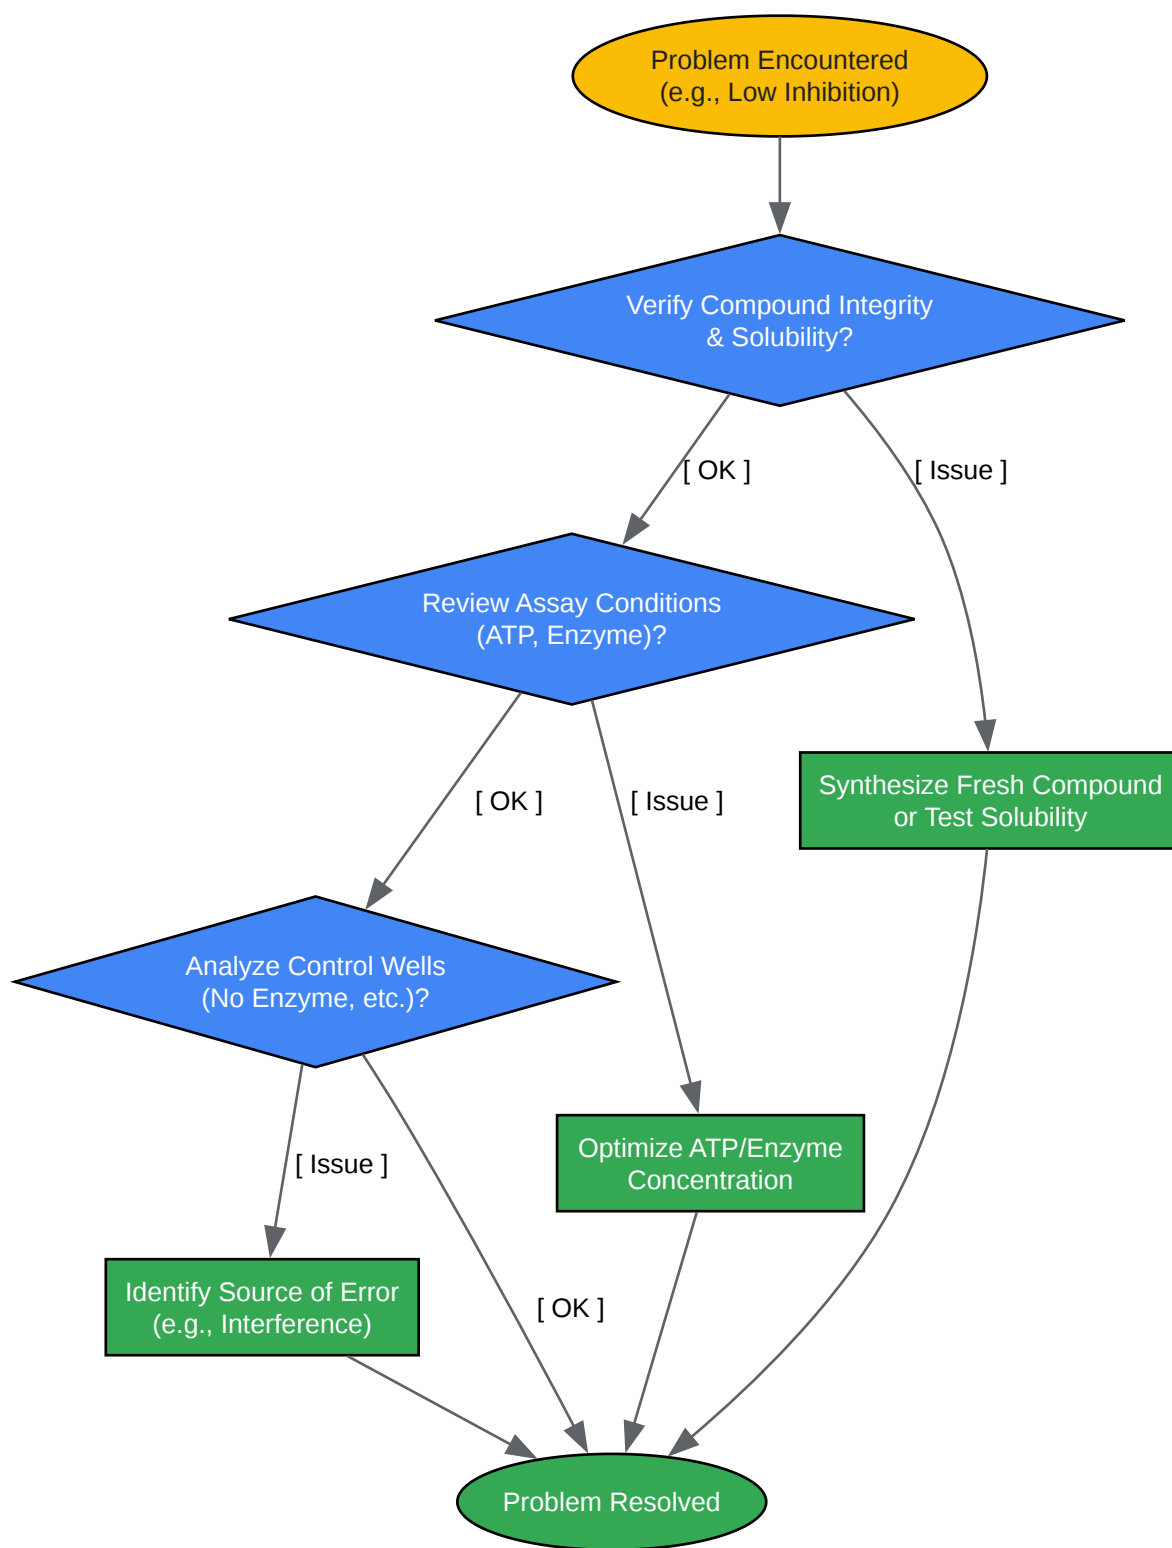 Problem Encountered
(e.g., Low Inhibition)
Verify Compound Integrity
& Solubility?
[ OK ]
[ Issue ]
Review Assay Conditions
(ATP, Enzyme)?
Synthesize Fresh Compound
or Test Solubility
[ OK ]
[ Issue ]
Analyze Control Wells
(No Enzyme, etc.)?
Optimize ATP/Enzyme
Concentration
[ Issue ]
Identify Source of Error
(e.g., Interference)
[ OK ]
Problem Resolved